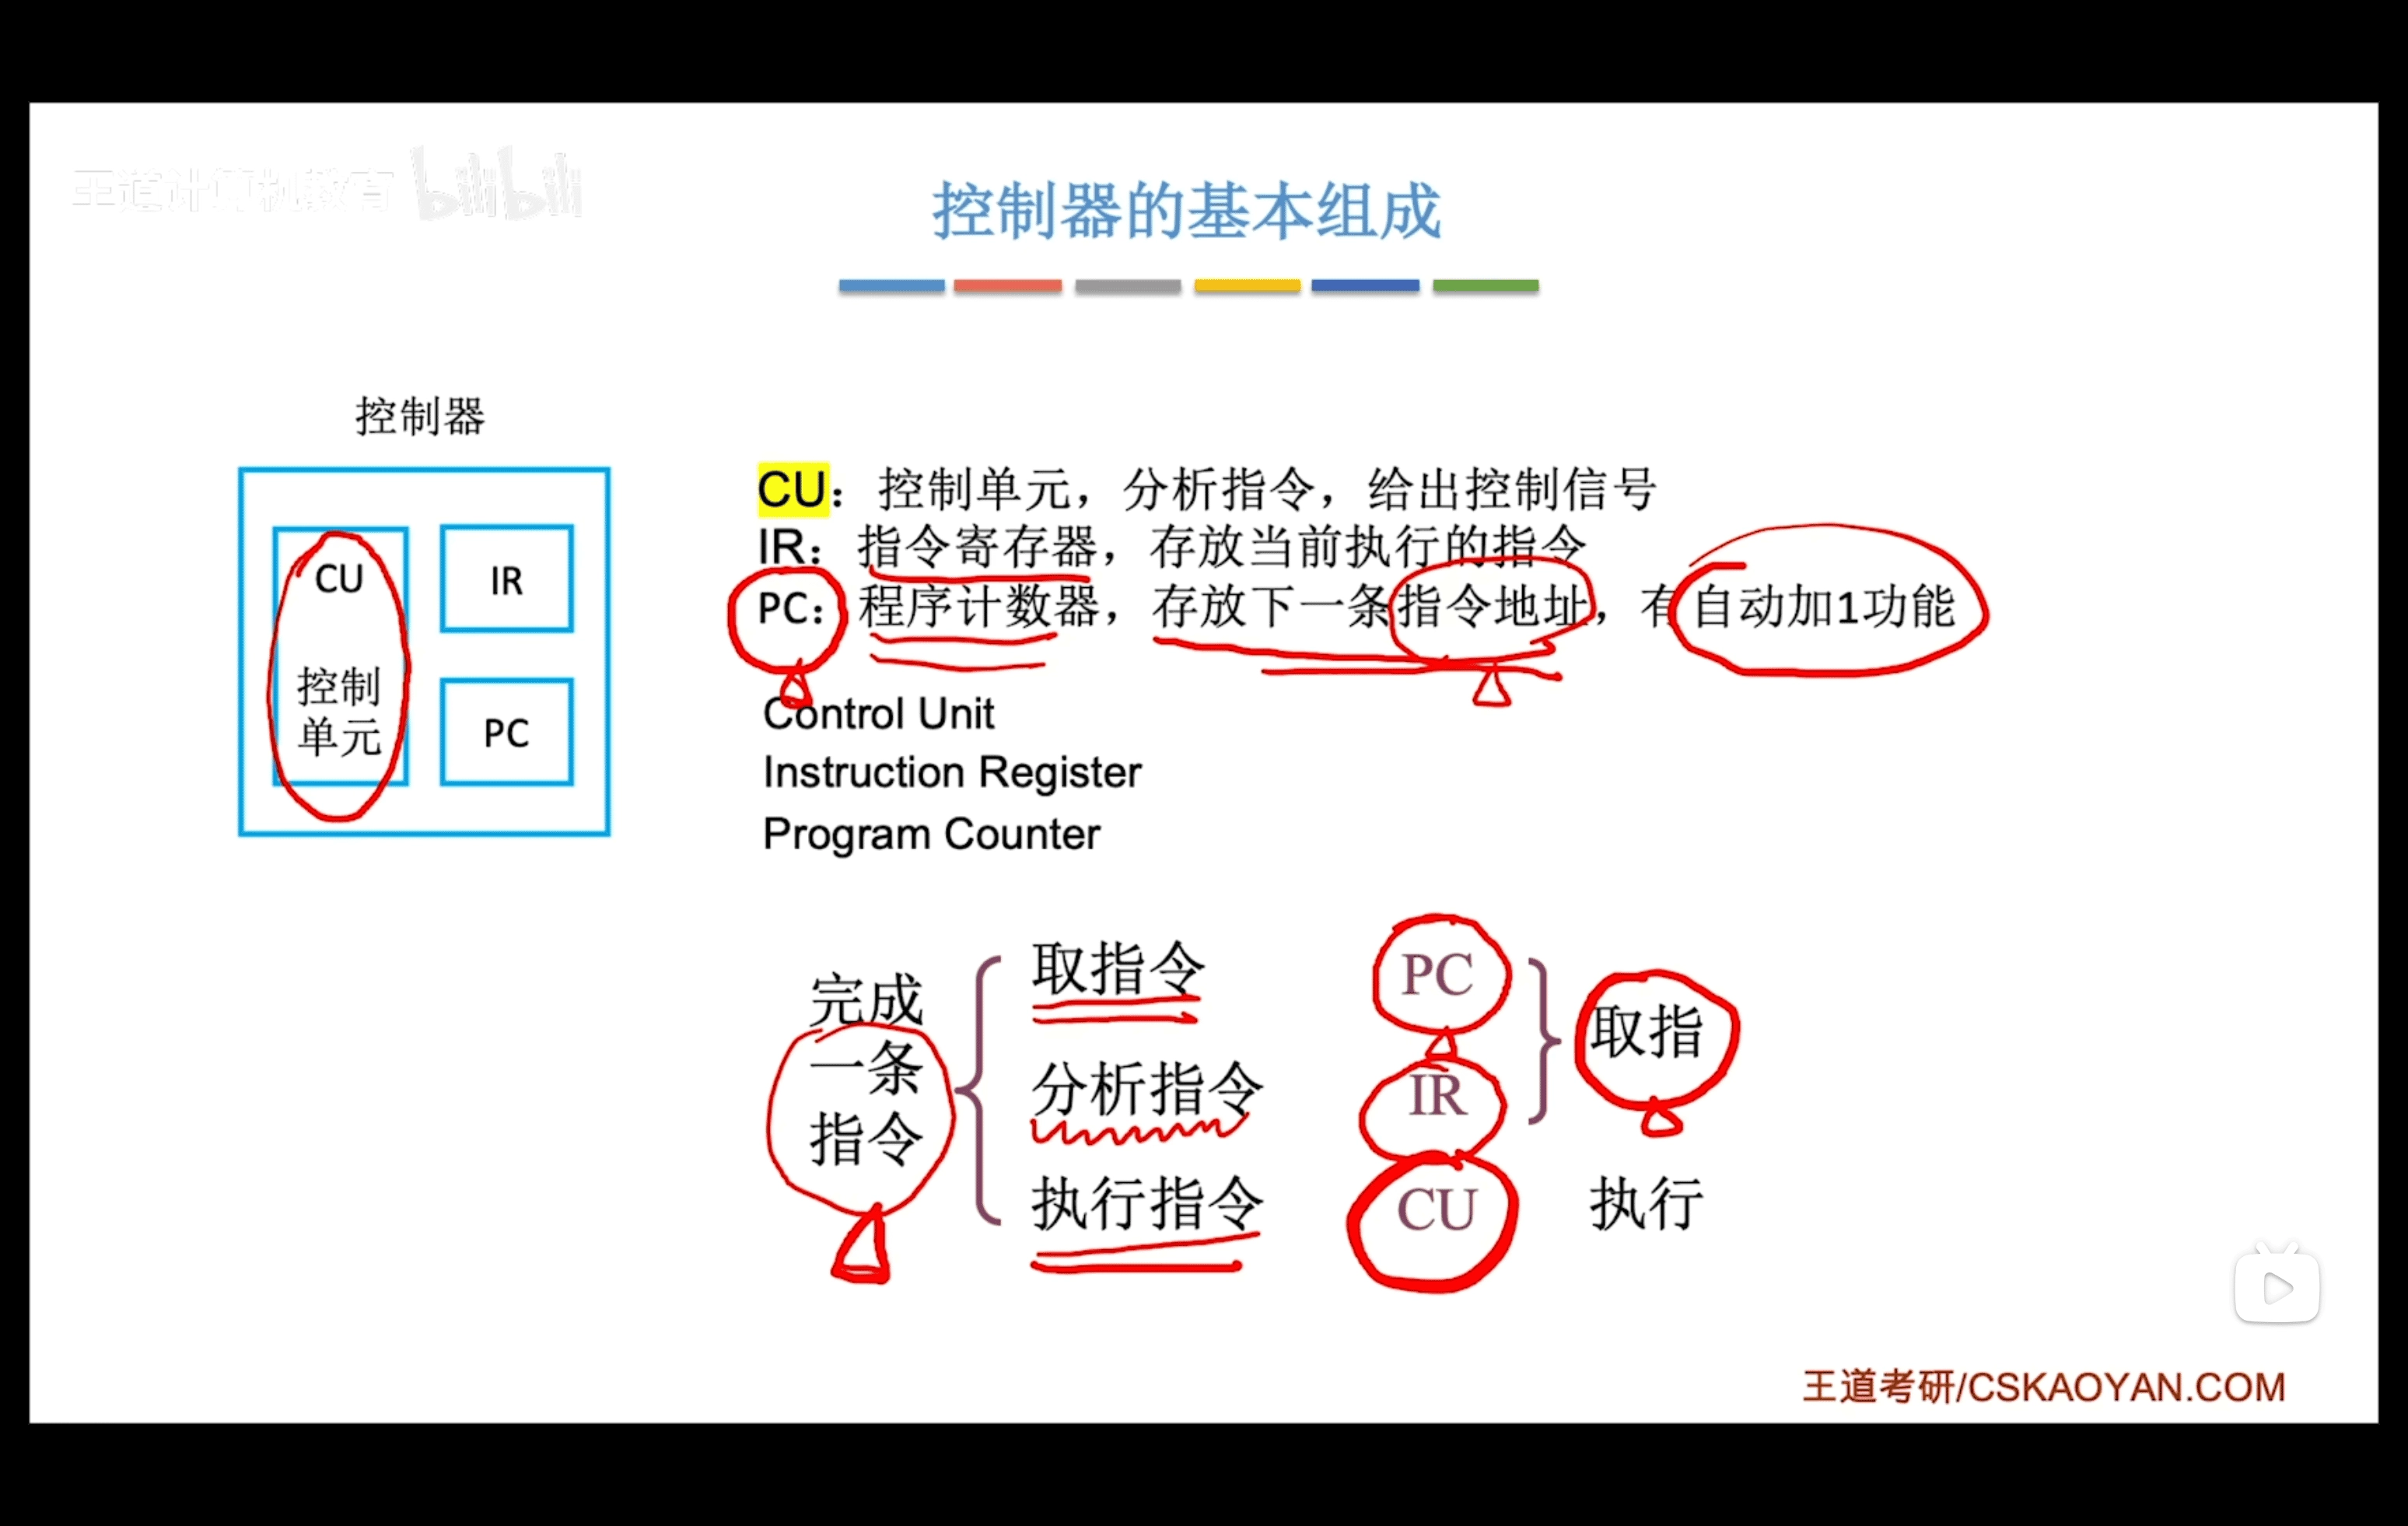 王道计算机教育 bilibili
控制器的基本组成
控制器
CU
控制
单元
IR
PC
CU：控制单元，分析指令，给出控制信号
IR：指令寄存器，存放当前执行的指令
PC：程序计数器，存放下一条指令地址，有自动加1功能
Control Unit
Instruction Register
Program Counter
完成
一条
指令
取指令
分析指令
执行指令
PC
IR
CU
取指
执行
王道考研/CSKAOYAN.COM